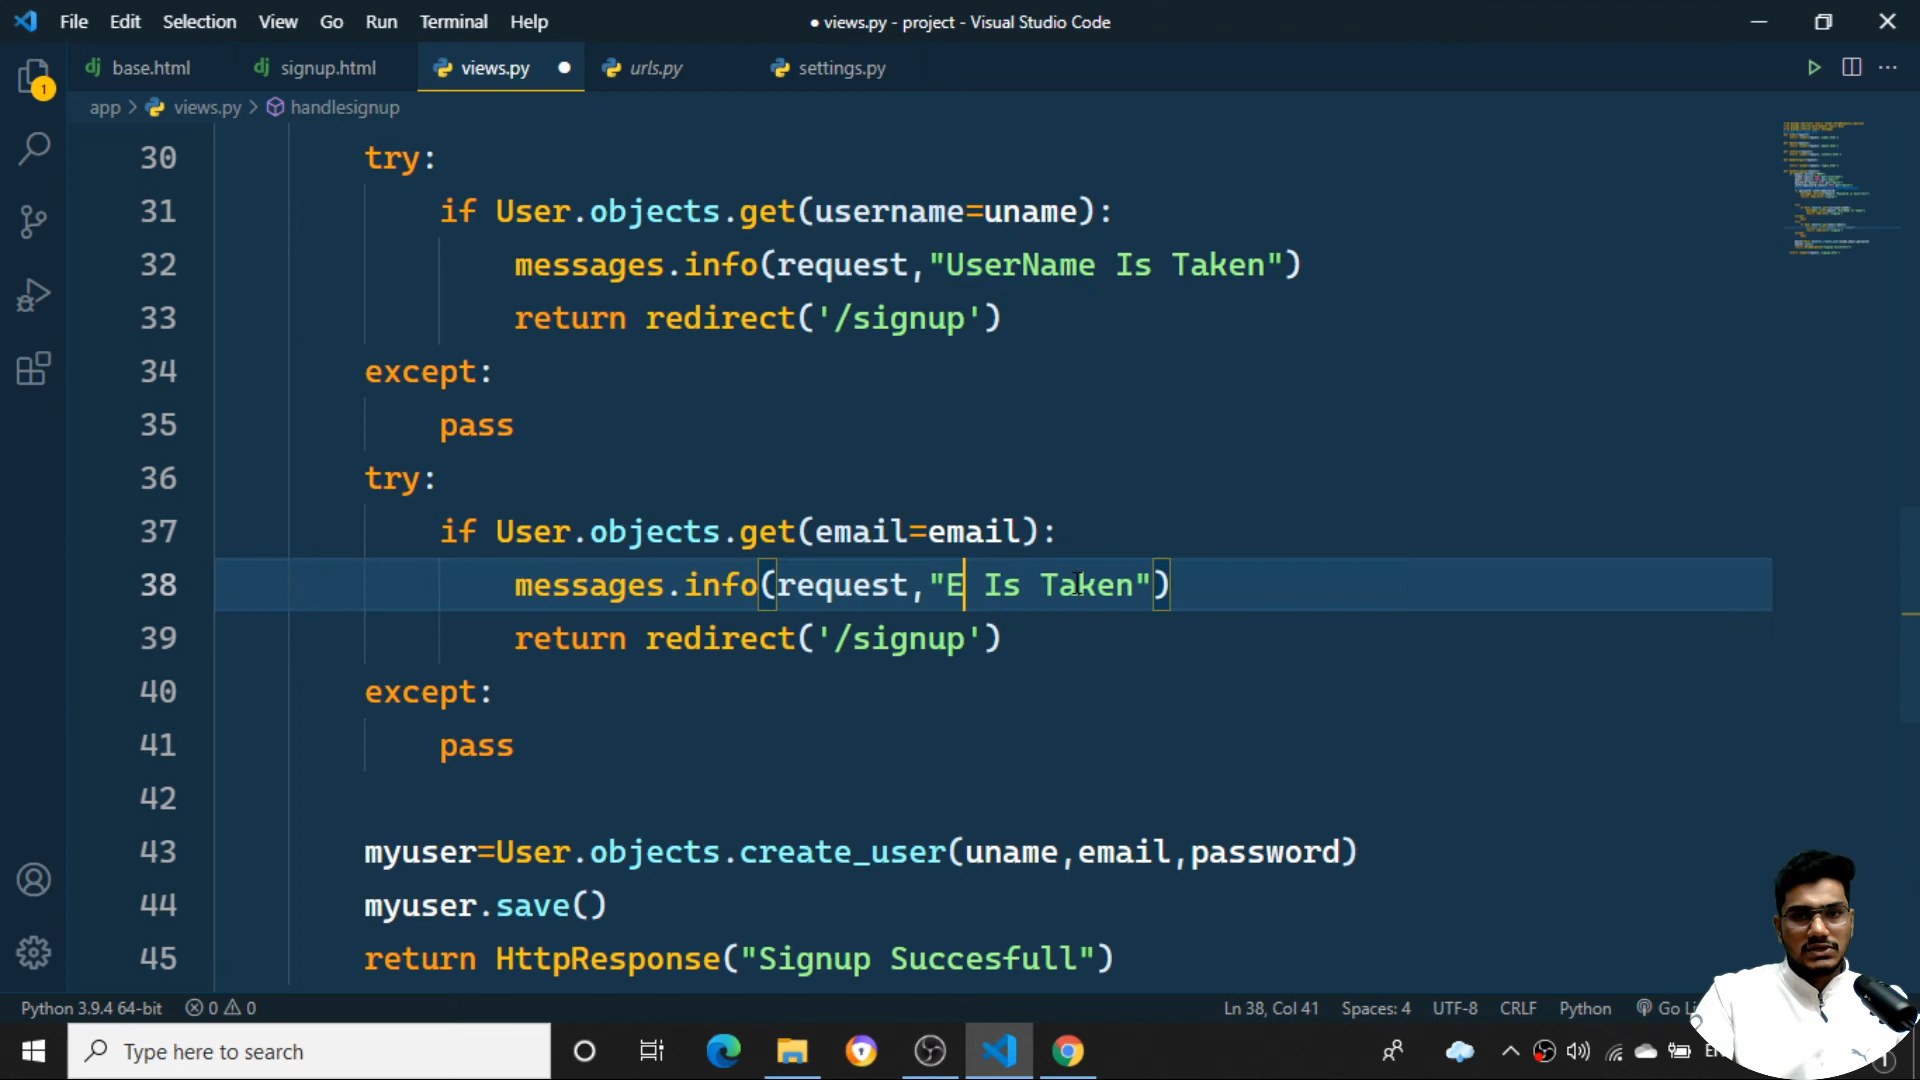 File Edit Selection View Go Run Terminal Help
● views.py - project - Visual Studio Code
base.html signup.html views.py urls.py settings.py
app > views.py > handlesignup
30 try:
31 if User.objects.get(username=uname):
32 messages.info(request,"UserName Is Taken")
33 return redirect('/signup')
34 except:
35 pass
36 try:
37 if User.objects.get(email=email):
38 messages.info(request,"E Is Taken")
39 return redirect('/signup')
40 except:
41 pass
42
43 myuser=User.objects.create_user(uname,email,password)
44 myuser.save()
45 return HttpResponse("Signup Succesfull")
Python 3.9.4 64-bit 0 0 Ln 38, Col 41 Spaces: 4 UTF-8 CRLF Python Go
Type here to search